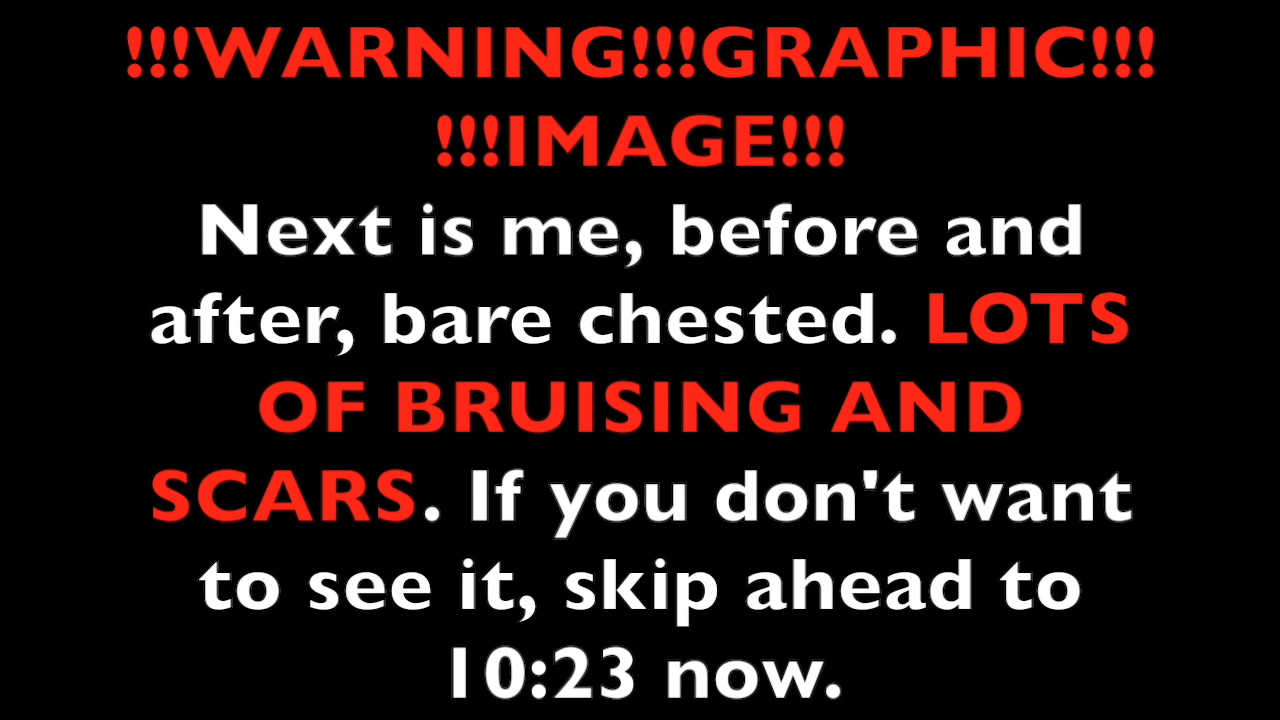 !!!WARNING!!!GRAPHIC!!!
!!!IMAGE!!!
Next is me, before and
after, bare chested. LOTS
OF BRUISING AND
SCARS. If you don't want
to see it, skip ahead to
10:23 now.